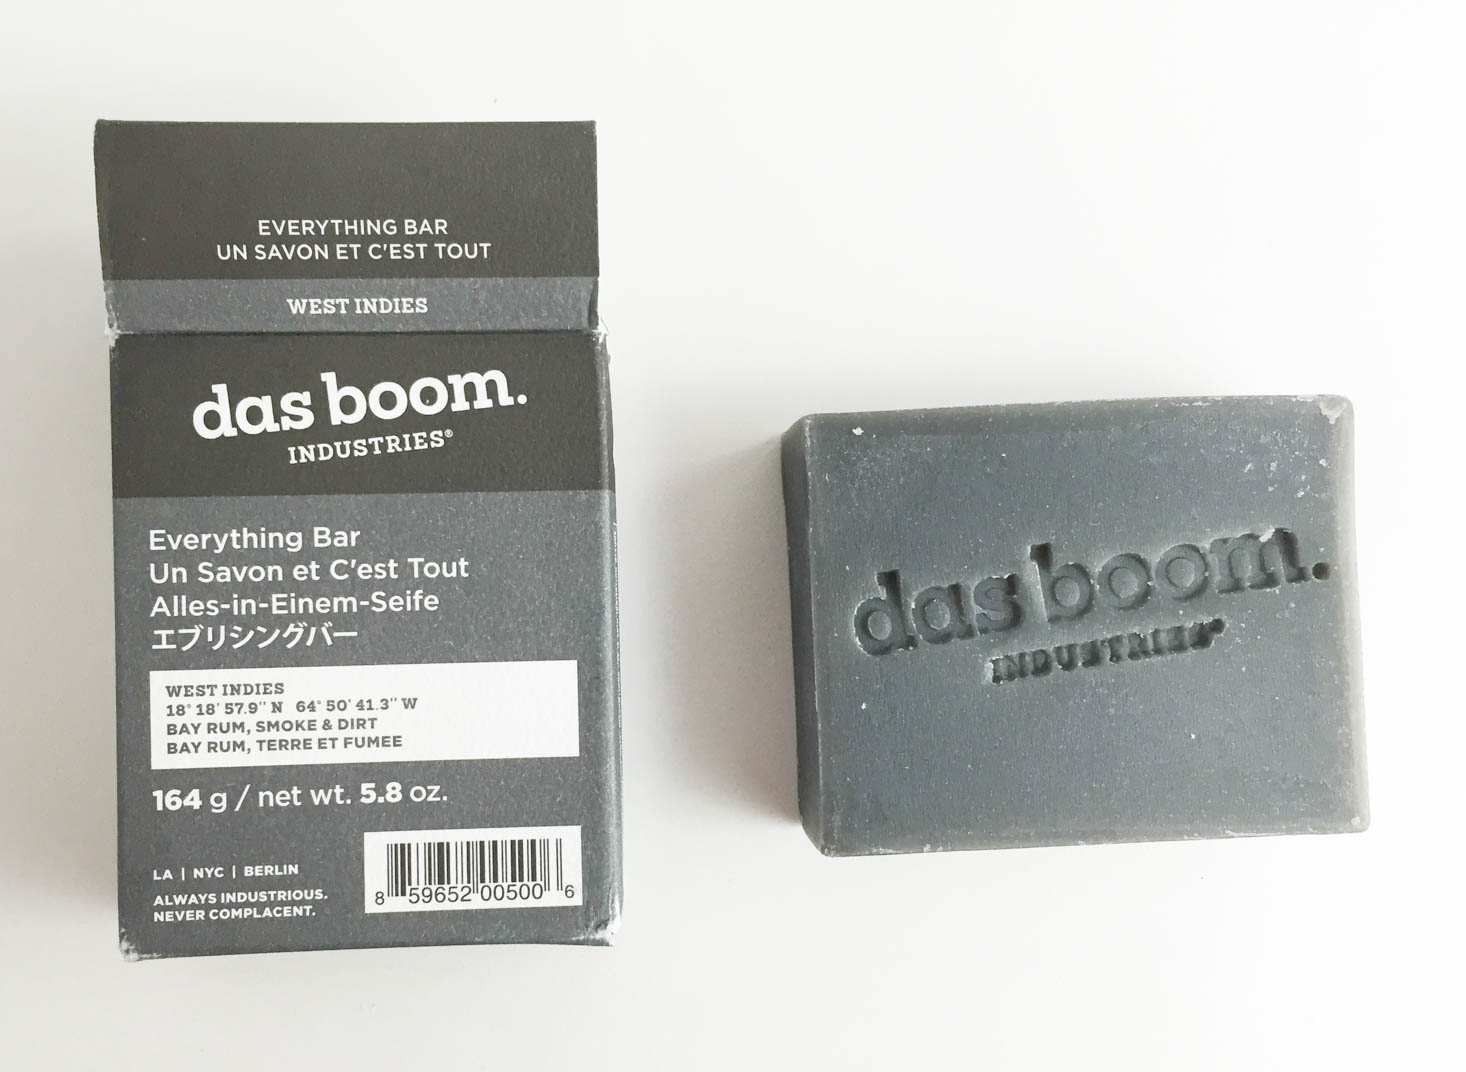 EVERYTHING BAR
UN SAVON ET C'EST TOUT
WEST INDIES
das boom.
INDUSTRIES®
Everything Bar
Un Savon et C'est Tout
Alles-in-Einem-Seife
エブリシングバー
WEST INDIES
18° 18' 57.9" N 64° 50' 41.3" W
BAY RUM, SMOKE & DIRT
BAY RUM, TERRE ET FUMEE
164 g / net wt. 5.8 oz.
LA | NYC | BERLIN
ALWAYS INDUSTRIOUS.
NEVER COMPLACENT.
8 59652 00500 6
das boom.
INDUSTRIES®